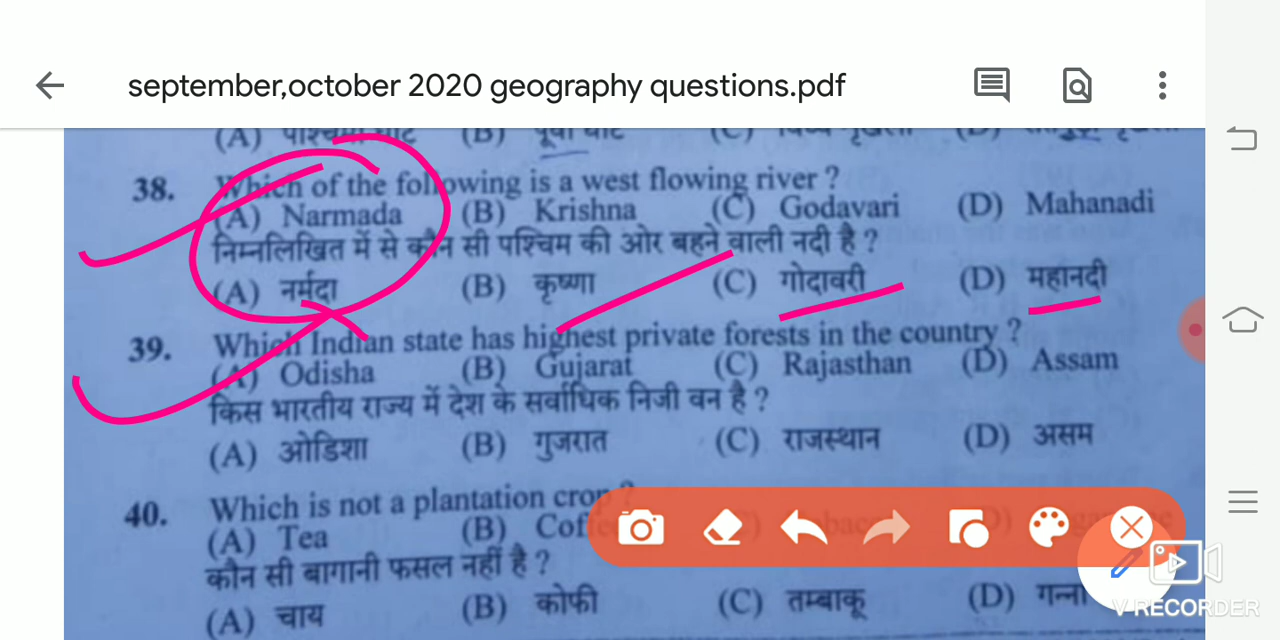 september,october 2020 geography questions.pdf
(A) पश्चिमी घाट (B) पूर्वी घाट (C) (D)
38. Which of the following is a west flowing river ?
(A) Narmada (B) Krishna (C) Godavari (D) Mahanadi
निम्नलिखित में से कौन सी पश्चिम की ओर बहने वाली नदी है ?
(A) नर्मदा (B) कृष्णा (C) गोदावरी (D) महानदी
39. Which Indian state has highest private forests in the country ?
(A) Odisha (B) Gujarat (C) Rajasthan (D) Assam
किस भारतीय राज्य में देश के सर्वाधिक निजी वन है ?
(A) ओडिशा (B) गुजरात (C) राजस्थान (D) असम
40. Which is not a plantation crop ?
(A) Tea (B)
कौन सी बागानी फसल नहीं है ?
(A) चाय (B) कोफी (C) तम्बाकू (D) गन्ना
V RECORDER